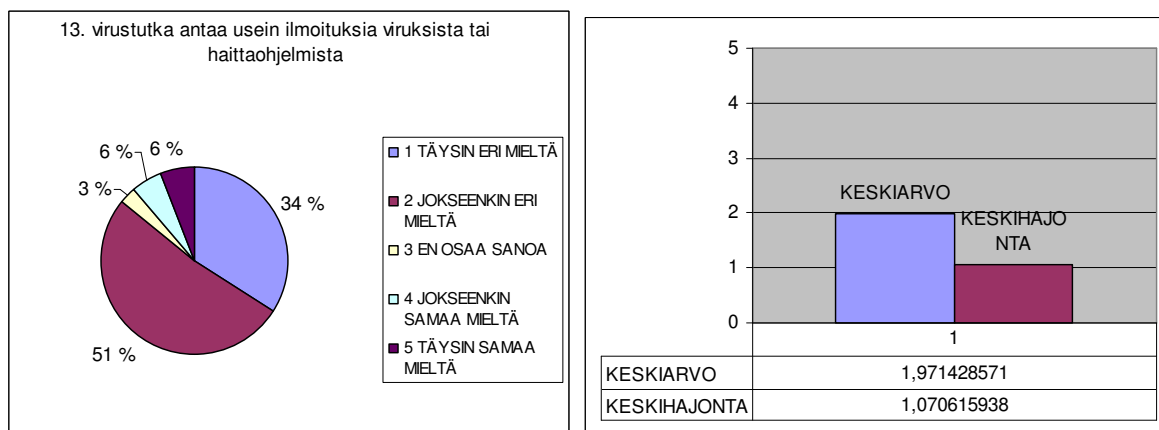 13. virustutka antaa usein ilmoituksia viruksista tai
haittaohjelmista
6 %
6 %
3 %
34 %
51 %
1 TÄYSIN ERI MIELTÄ
2 JOKSEENKIN ERI
MIELTÄ
3 EN OSAA SANOA
4 JOKSEENKIN
SAMAA MIELTÄ
5 TÄYSIN SAMAA
MIELTÄ
5
4
3
2
1
0
KESKIARVO
KESKIHAJO
NTA
1
KESKIARVO 1,971428571
KESKIHAJONTA 1,070615938